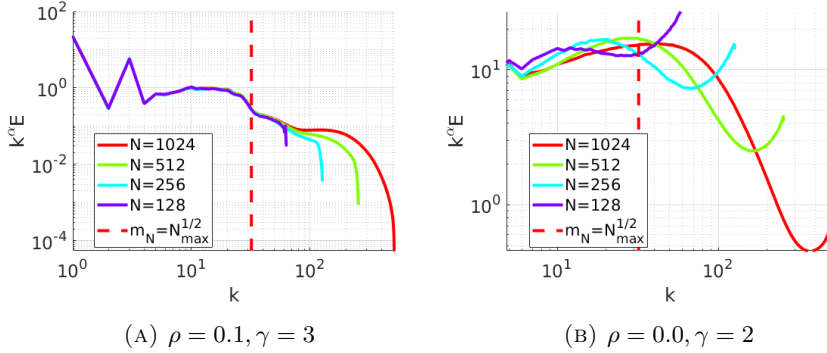 10^2
10^0
10^-2
10^-4
k^αE
N=1024
N=512
N=256
N=128
m_N=N_max^1/2
10^0
10^1
10^2
k
(A) ρ = 0.1, γ = 3
10^1
10^0
k^αE
N=1024
N=512
N=256
N=128
m_N=N_max^1/2
10^1
10^2
k
(B) ρ = 0.0, γ = 2